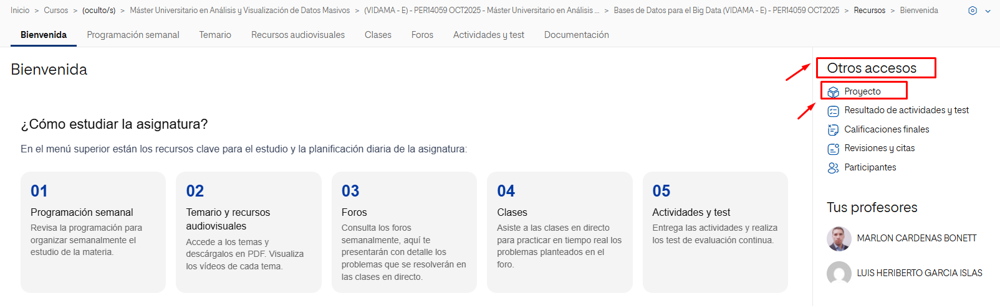 Inicio > Cursos > (oculto/s) > Máster Universitario en Análisis y Visualización de Datos Masivos > (VIDAMA - E) - PER14059 OCT2025 - Máster Universitario en Análisis ... > Bases de Datos para el Big Data (VIDAMA - E) - PER14059 OCT2025 > Recursos > Bienvenida
Bienvenida Programación semanal Temario Recursos audiovisuales Clases Foros Actividades y test Documentación
Bienvenida
¿Cómo estudiar la asignatura?
En el menú superior están los recursos clave para el estudio y la planificación diaria de la asignatura:
01
Programación semanal
Revisa la programación para
organizar semanalmente el
estudio de la materia.
02
Temario y recursos
audiovisuales
Accede a los temas y
descárgalos en PDF. Visualiza
los vídeos de cada tema.
03
Foros
Consulta los foros
semanalmente, aquí te
presentarán con detalle los
problemas que se resolverán en
las clases en directo.
04
Clases
Asiste a las clases en directo
para practicar en tiempo real los
problemas planteados en el
foro.
05
Actividades y test
Entrega las actividades y realiza
los test de evaluación continua.
Otros accesos
Proyecto
Resultado de actividades y test
Calificaciones finales
Revisiones y citas
Participantes
Tus profesores
MARLON CARDENAS BONETT
LUIS HERIBERTO GARCIA ISLAS